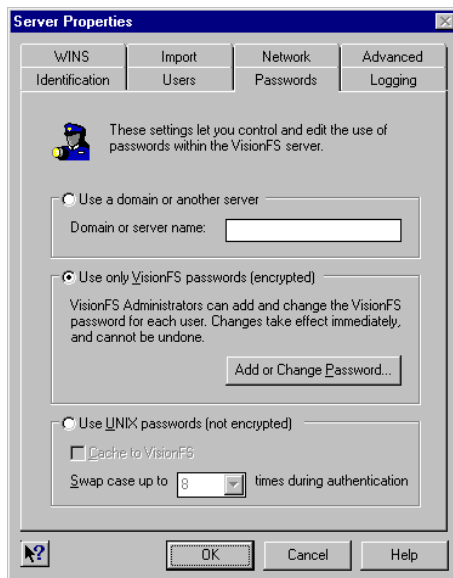 Server Properties
WINS
Import
Network
Advanced
Identification
Users
Passwords
Logging
These settings let you control and edit the use of
passwords within the VisionFS server.
Use a domain or another server
Domain or server name:
Use only VisionFS passwords (encrypted)
VisionFS Administrators can add and change the VisionFS
password for each user. Changes take effect immediately,
and cannot be undone.
Add or Change Password...
Use UNIX passwords (not encrypted)
Cache to VisionFS
Swap case up to 8 times during authentication
OK
Cancel
Help